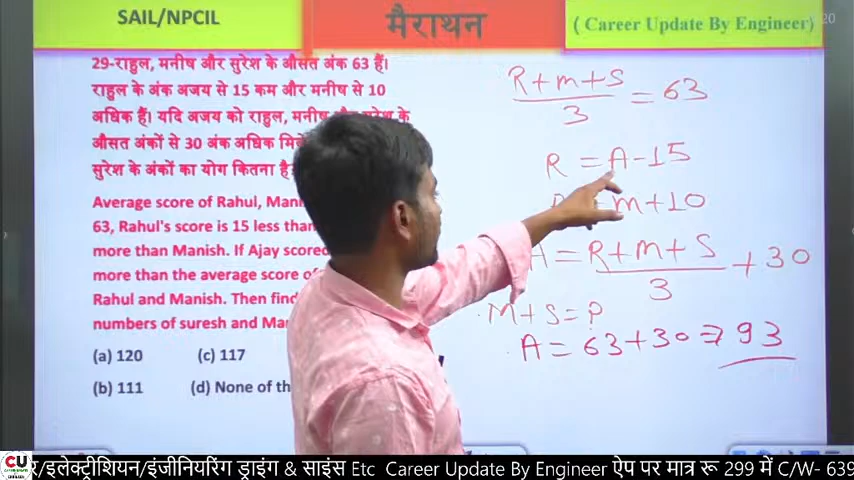 SAIL/NPCIL
मैराथन
( Career Update By Engineer)
20
29-राहुल, मनीष और सुरेश के औसत अंक 63 हैं।
राहुल के अंक अजय से 15 कम और मनीष से 10
अधिक हैं। यदि अजय को राहुल, मनीष के
औसत अंकों से 30 अंक अधिक
सुरेश के अंकों का योग कितना है
Average score of Rahul,
63, Rahul's score is 15 less than
more than Manish. If Ajay scored
more than the average score of
Rahul and Manish. Then find
numbers of suresh and
(a) 120 (c) 117
(b) 111 (d) None of
R+m+S
3
= 63
R = A-15
m+10
A = R+m+S
3
+ 30
M+S=?
A = 63+30 = 93
CU
/इलेक्ट्रीशियन/इंजीनियरिंग ड्राइंग & साइंस Etc Career Update By Engineer ऐप पर मात्र रू 299 में C/W- 639